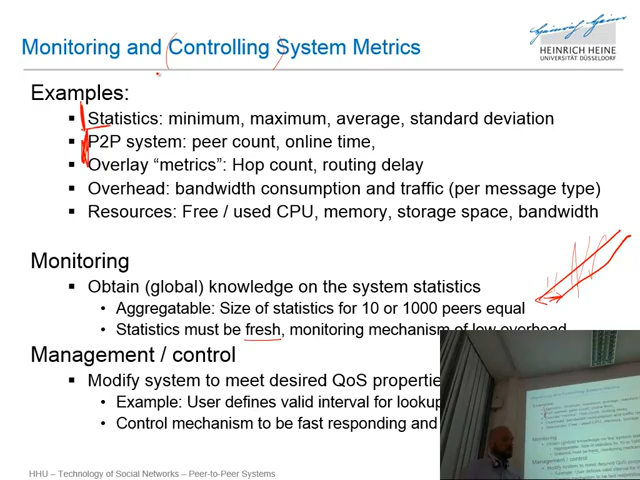 Monitoring and Controlling System Metrics
HEINRICH HEINE
UNIVERSITÄT DÜSSELDORF
Examples:
Statistics: minimum, maximum, average, standard deviation
P2P system: peer count, online time,
Overlay “metrics”: Hop count, routing delay
Overhead: bandwidth consumption and traffic (per message type)
Resources: Free / used CPU, memory, storage space, bandwidth
Monitoring
Obtain (global) knowledge on the system statistics
Aggregatable: Size of statistics for 10 or 1000 peers equal
Statistics must be fresh, monitoring mechanism of low overhead
Management / control
Modify system to meet desired QoS
Example: User defines valid interval for lookup
Control mechanism to be fast responding and
HHU – Technology of Social Networks – Peer-to-Peer Systems